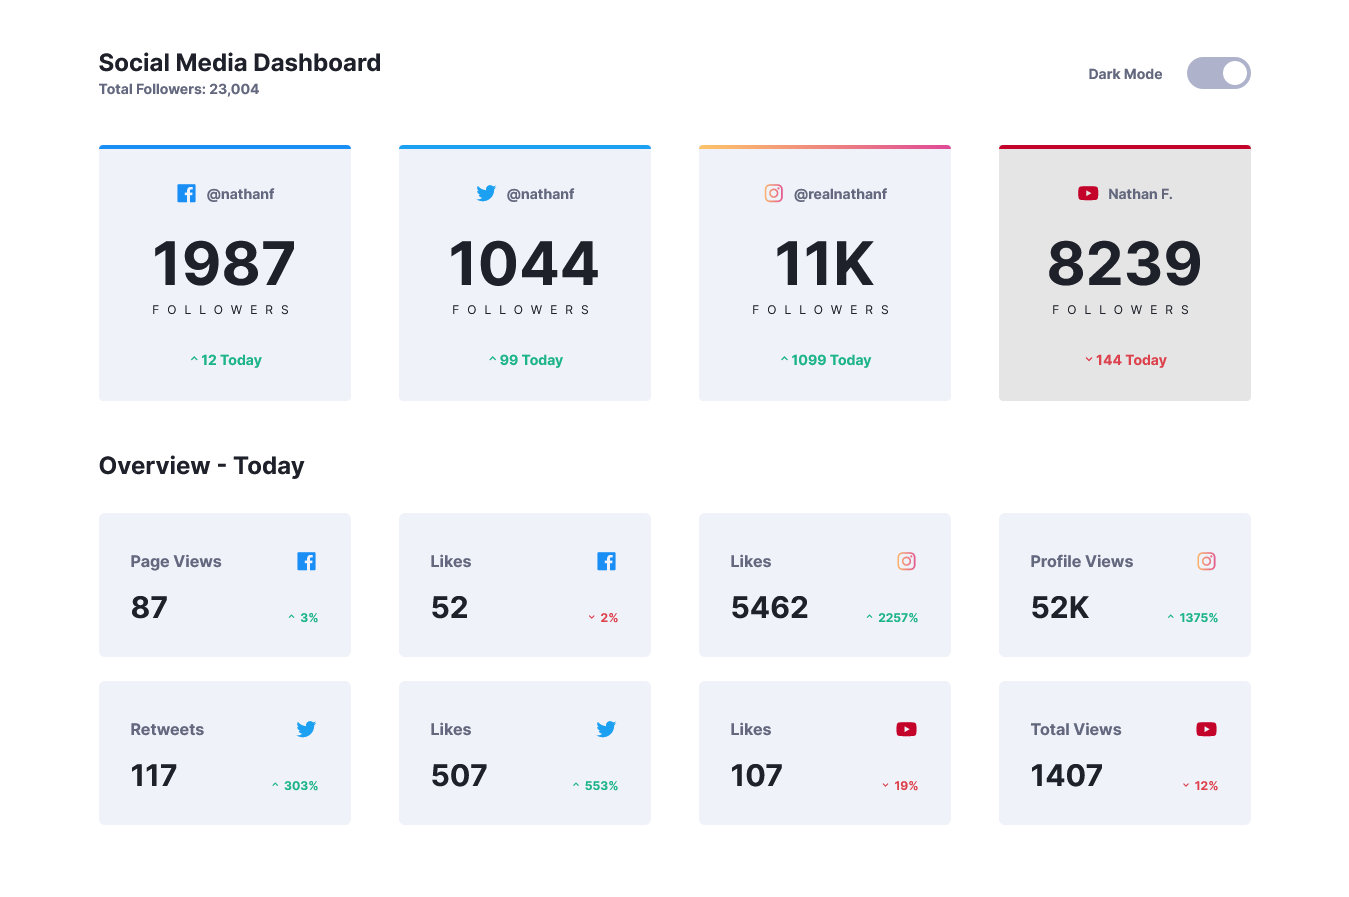 Social Media Dashboard
Total Followers: 23,004
Dark Mode
@nathanf
1987
FOLLOWERS
12 Today
@nathanf
1044
FOLLOWERS
99 Today
@realnathanf
11K
FOLLOWERS
1099 Today
Nathan F.
8239
FOLLOWERS
144 Today
Overview - Today
Page Views
87
3%
Likes
52
2%
Likes
5462
2257%
Profile Views
52K
1375%
Retweets
117
303%
Likes
507
553%
Likes
107
19%
Total Views
1407
12%